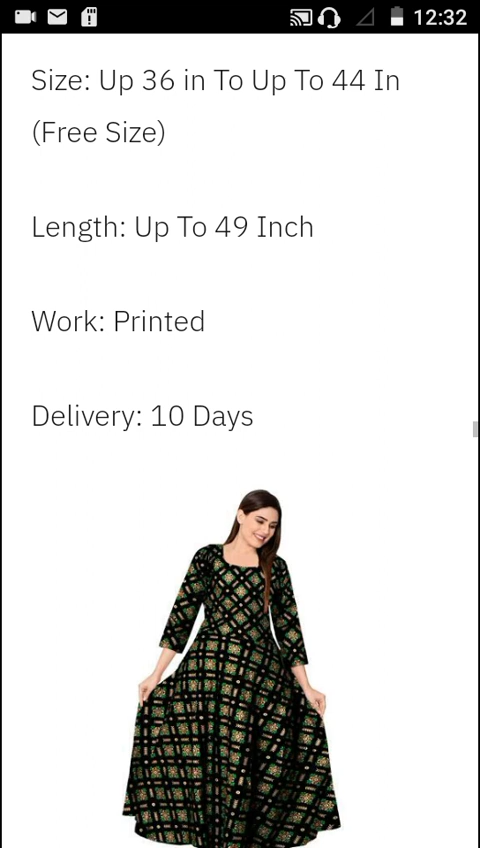 12:32
Size: Up 36 in To Up To 44 In
(Free Size)
Length: Up To 49 Inch
Work: Printed
Delivery: 10 Days